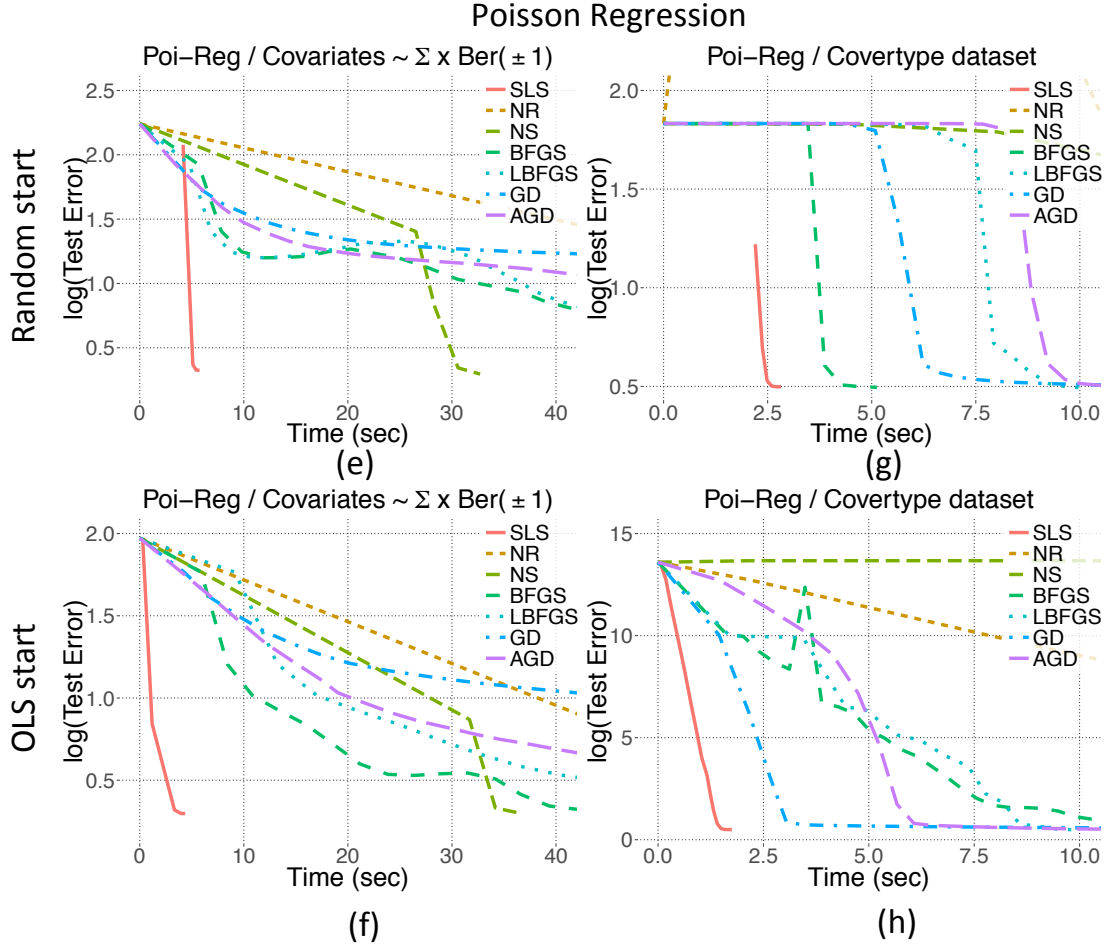 Poisson Regression
Random start
Poi-Reg / Covariates ~ Σ x Ber( ± 1)
log(Test Error)
2.5
2.0
1.5
1.0
0.5
0
10
20
30
40
Time (sec)
SLS
NR
NS
BFGS
LBFGS
GD
AGD
(e)
Poi-Reg / Covertype dataset
log(Test Error)
2.0
1.5
1.0
0.5
0.0
2.5
5.0
7.5
10.0
Time (sec)
SLS
NR
NS
BFGS
LBFGS
GD
AGD
(g)
OLS start
Poi-Reg / Covariates ~ Σ x Ber( ± 1)
log(Test Error)
2.0
1.5
1.0
0.5
0
10
20
30
40
Time (sec)
SLS
NR
NS
BFGS
LBFGS
GD
AGD
(f)
Poi-Reg / Covertype dataset
log(Test Error)
15
10
5
0
0.0
2.5
5.0
7.5
10.0
Time (sec)
SLS
NR
NS
BFGS
LBFGS
GD
AGD
(h)